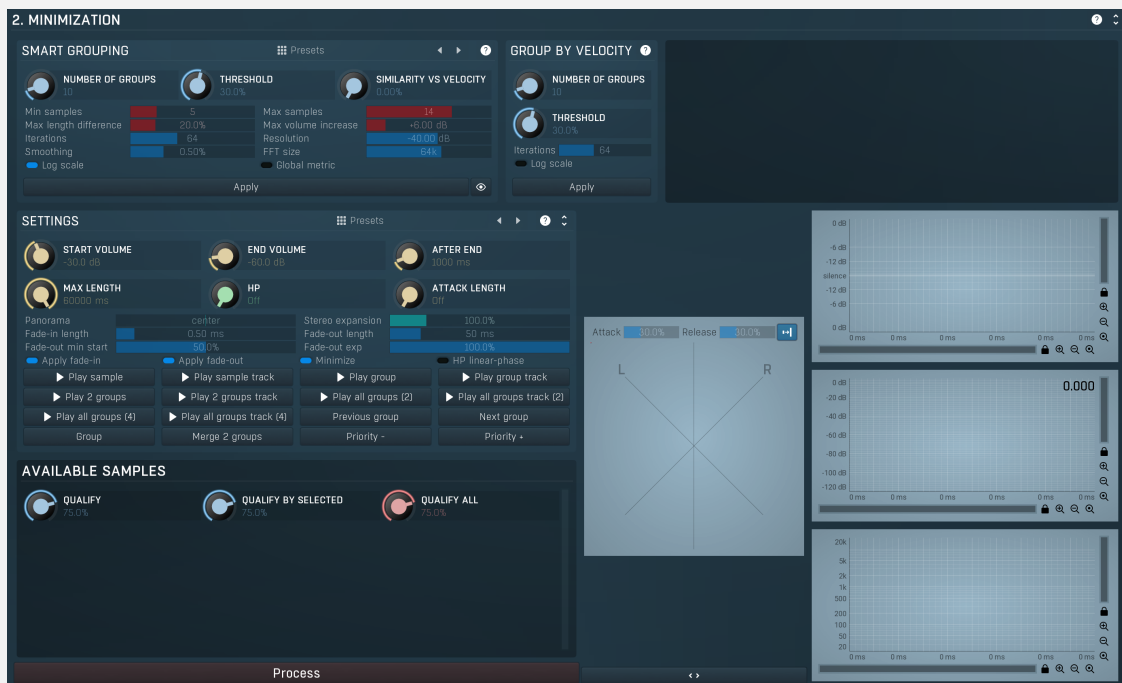 2. MINIMIZATION
SMART GROUPING Presets
NUMBER OF GROUPS
10
THRESHOLD
30.0%
SIMILARITY VS VELOCITY
0.00%
Min samples 5 Max samples 14
Max length difference 20.0% Max volume increase +6.00 dB
Iterations 64 Resolution -40.00 dB
Smoothing 0.50% FFT size 64k
Log scale Global metric
Apply
GROUP BY VELOCITY
NUMBER OF GROUPS
10
THRESHOLD
30.0%
Iterations 64
Log scale
Apply
SETTINGS Presets
START VOLUME
-30.0 dB
END VOLUME
-60.0 dB
AFTER END
1000 ms
MAX LENGTH
60000 ms
HP
Off
ATTACK LENGTH
Off
Panorama center Stereo expansion 100.0%
Fade-in length 0.50 ms Fade-out length 50 ms
Fade-out min start 50.0% Fade-out exp 100.0%
Apply fade-in Apply fade-out Minimize HP linear-phase
Play sample Play sample track Play group Play group track
Play 2 groups Play 2 groups track Play all groups (2) Play all groups track (2)
Play all groups (4) Play all groups track (4) Previous group Next group
Group Merge 2 groups Priority - Priority +
AVAILABLE SAMPLES
QUALIFY
75.0%
QUALIFY BY SELECTED
75.0%
QUALIFY ALL
75.0%
Process
Attack 30.0% Release 30.0%
L R
0 dB
-6 dB
-12 dB
silence
-12 dB
-6 dB
0 dB
0 ms 0 ms 0 ms 0 ms 0 ms 0 ms
0.000
0 dB
-20 dB
-40 dB
-60 dB
-80 dB
-100 dB
-120 dB
0 ms 0 ms 0 ms 0 ms 0 ms 0 ms
20k
5k
2k
1k
500
200
100
50
20
0 ms 0 ms 0 ms 0 ms 0 ms 0 ms